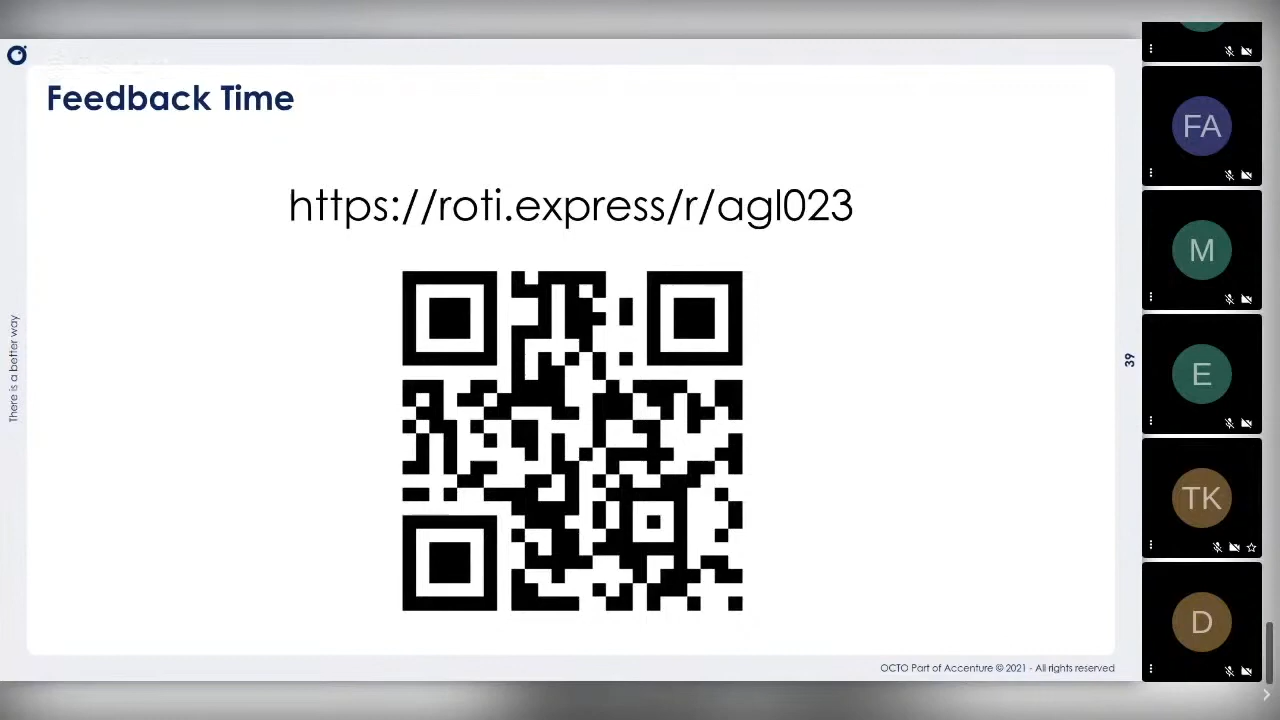 Feedback Time
https://roti.express/r/agl023
There is a better way
39
OCTO Part of Accenture © 2021 - All rights reserved
FA
M
E
TK
D